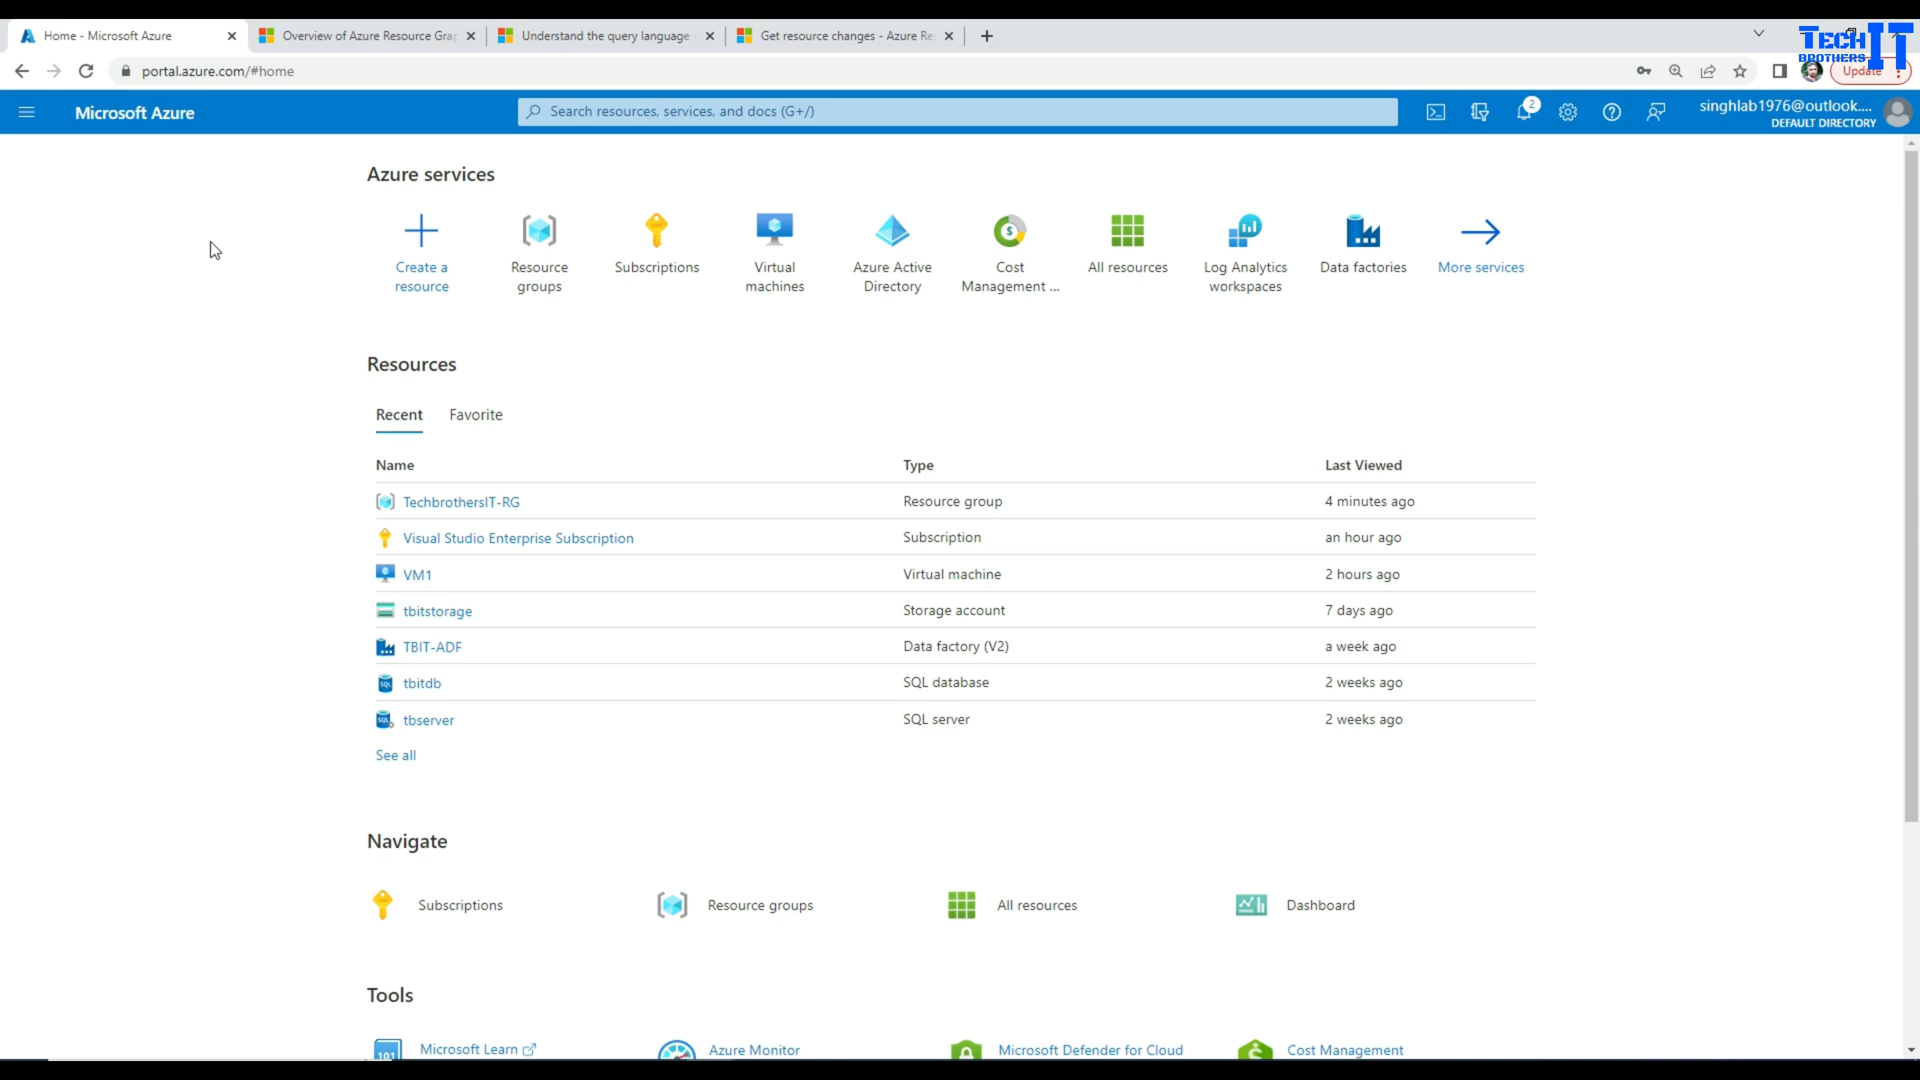 Home - Microsoft Azure
Overview of Azure Resource Gra
Understand the query language
Get resource changes - Azure Re
TECH IT
BROTHERS
portal.azure.com/#home
Update
Microsoft Azure
Search resources, services, and docs (G+/)
2
singhlab1976@outlook....
DEFAULT DIRECTORY
Azure services
Create a resource
Resource groups
Subscriptions
Virtual machines
Azure Active Directory
Cost Management ...
All resources
Log Analytics workspaces
Data factories
More services
Resources
Recent
Favorite
Name Type Last Viewed
TechbrothersIT-RG Resource group 4 minutes ago
Visual Studio Enterprise Subscription Subscription an hour ago
VM1 Virtual machine 2 hours ago
tbitstorage Storage account 7 days ago
TBIT-ADF Data factory (V2) a week ago
SQL tbitdb SQL database 2 weeks ago
SQL tbserver SQL server 2 weeks ago
See all
Navigate
Subscriptions
Resource groups
All resources
Dashboard
Tools
101 Microsoft Learn
Azure Monitor
Microsoft Defender for Cloud
Cost Management